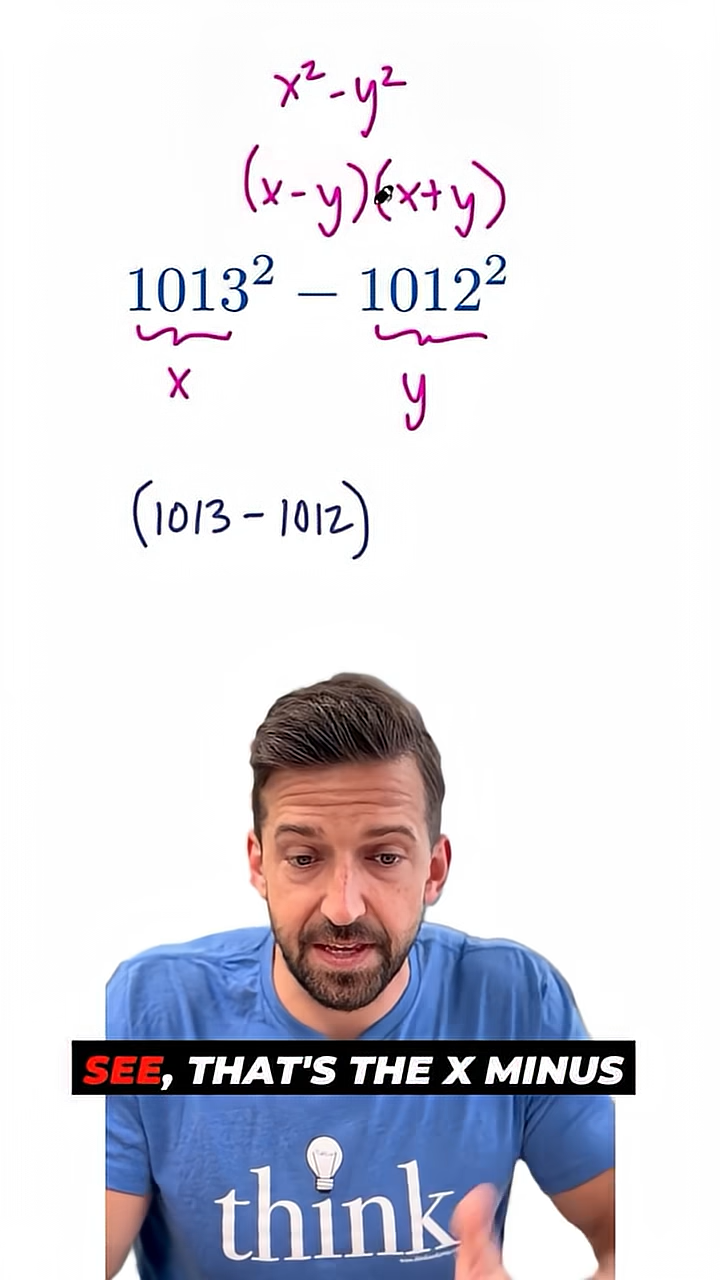 x² - y²
(x - y)(x + y)
1013² − 1012²
x y
(1013 - 1012)
SEE, THAT'S THE X MINUS
think